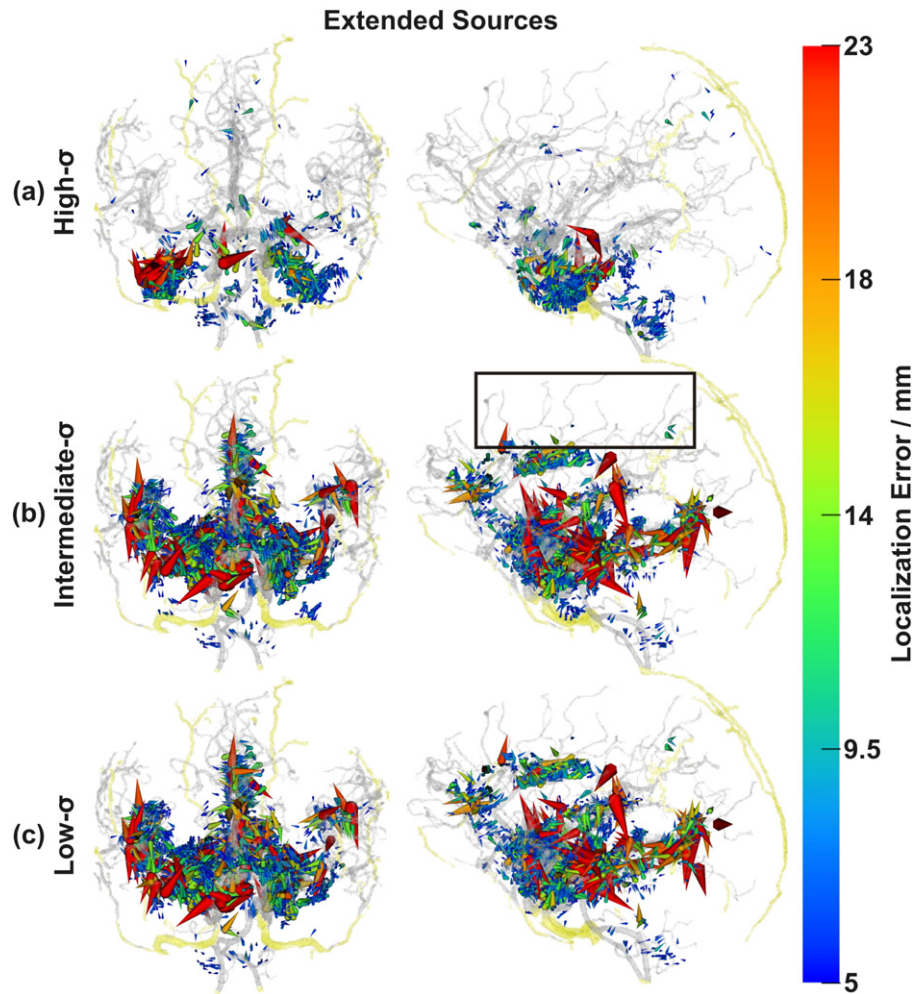 Extended Sources
(a) High-σ
(b) Intermediate-σ
(c) Low-σ
23
18
14
9.5
5
Localization Error / mm